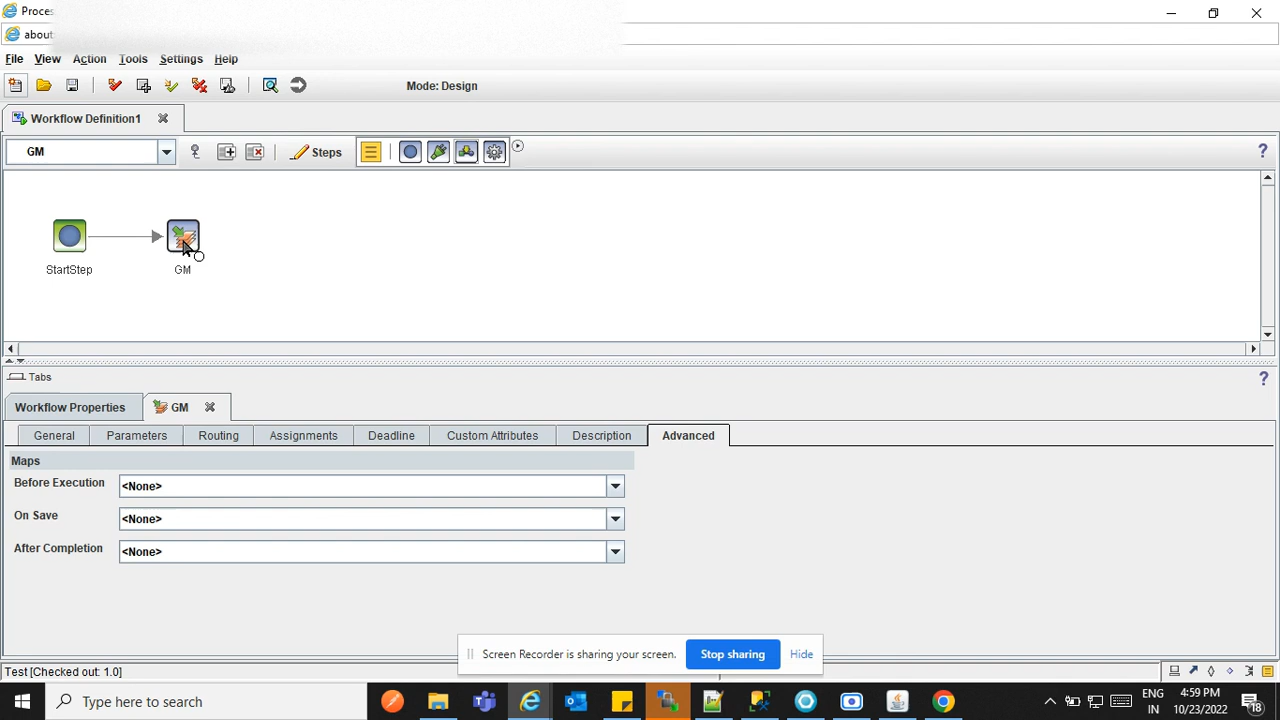 Proces
about
File View Action Tools Settings Help
Mode: Design
Workflow Definition1
GM Steps ?
StartStep GM
Tabs ?
Workflow Properties GM
General Parameters Routing Assignments Deadline Custom Attributes Description Advanced
Maps
Before Execution <None>
On Save <None>
After Completion <None>
Screen Recorder is sharing your screen. Stop sharing Hide
Test [Checked out: 1.0]
Type here to search
ENG 4:59 PM
IN 10/23/2022 18